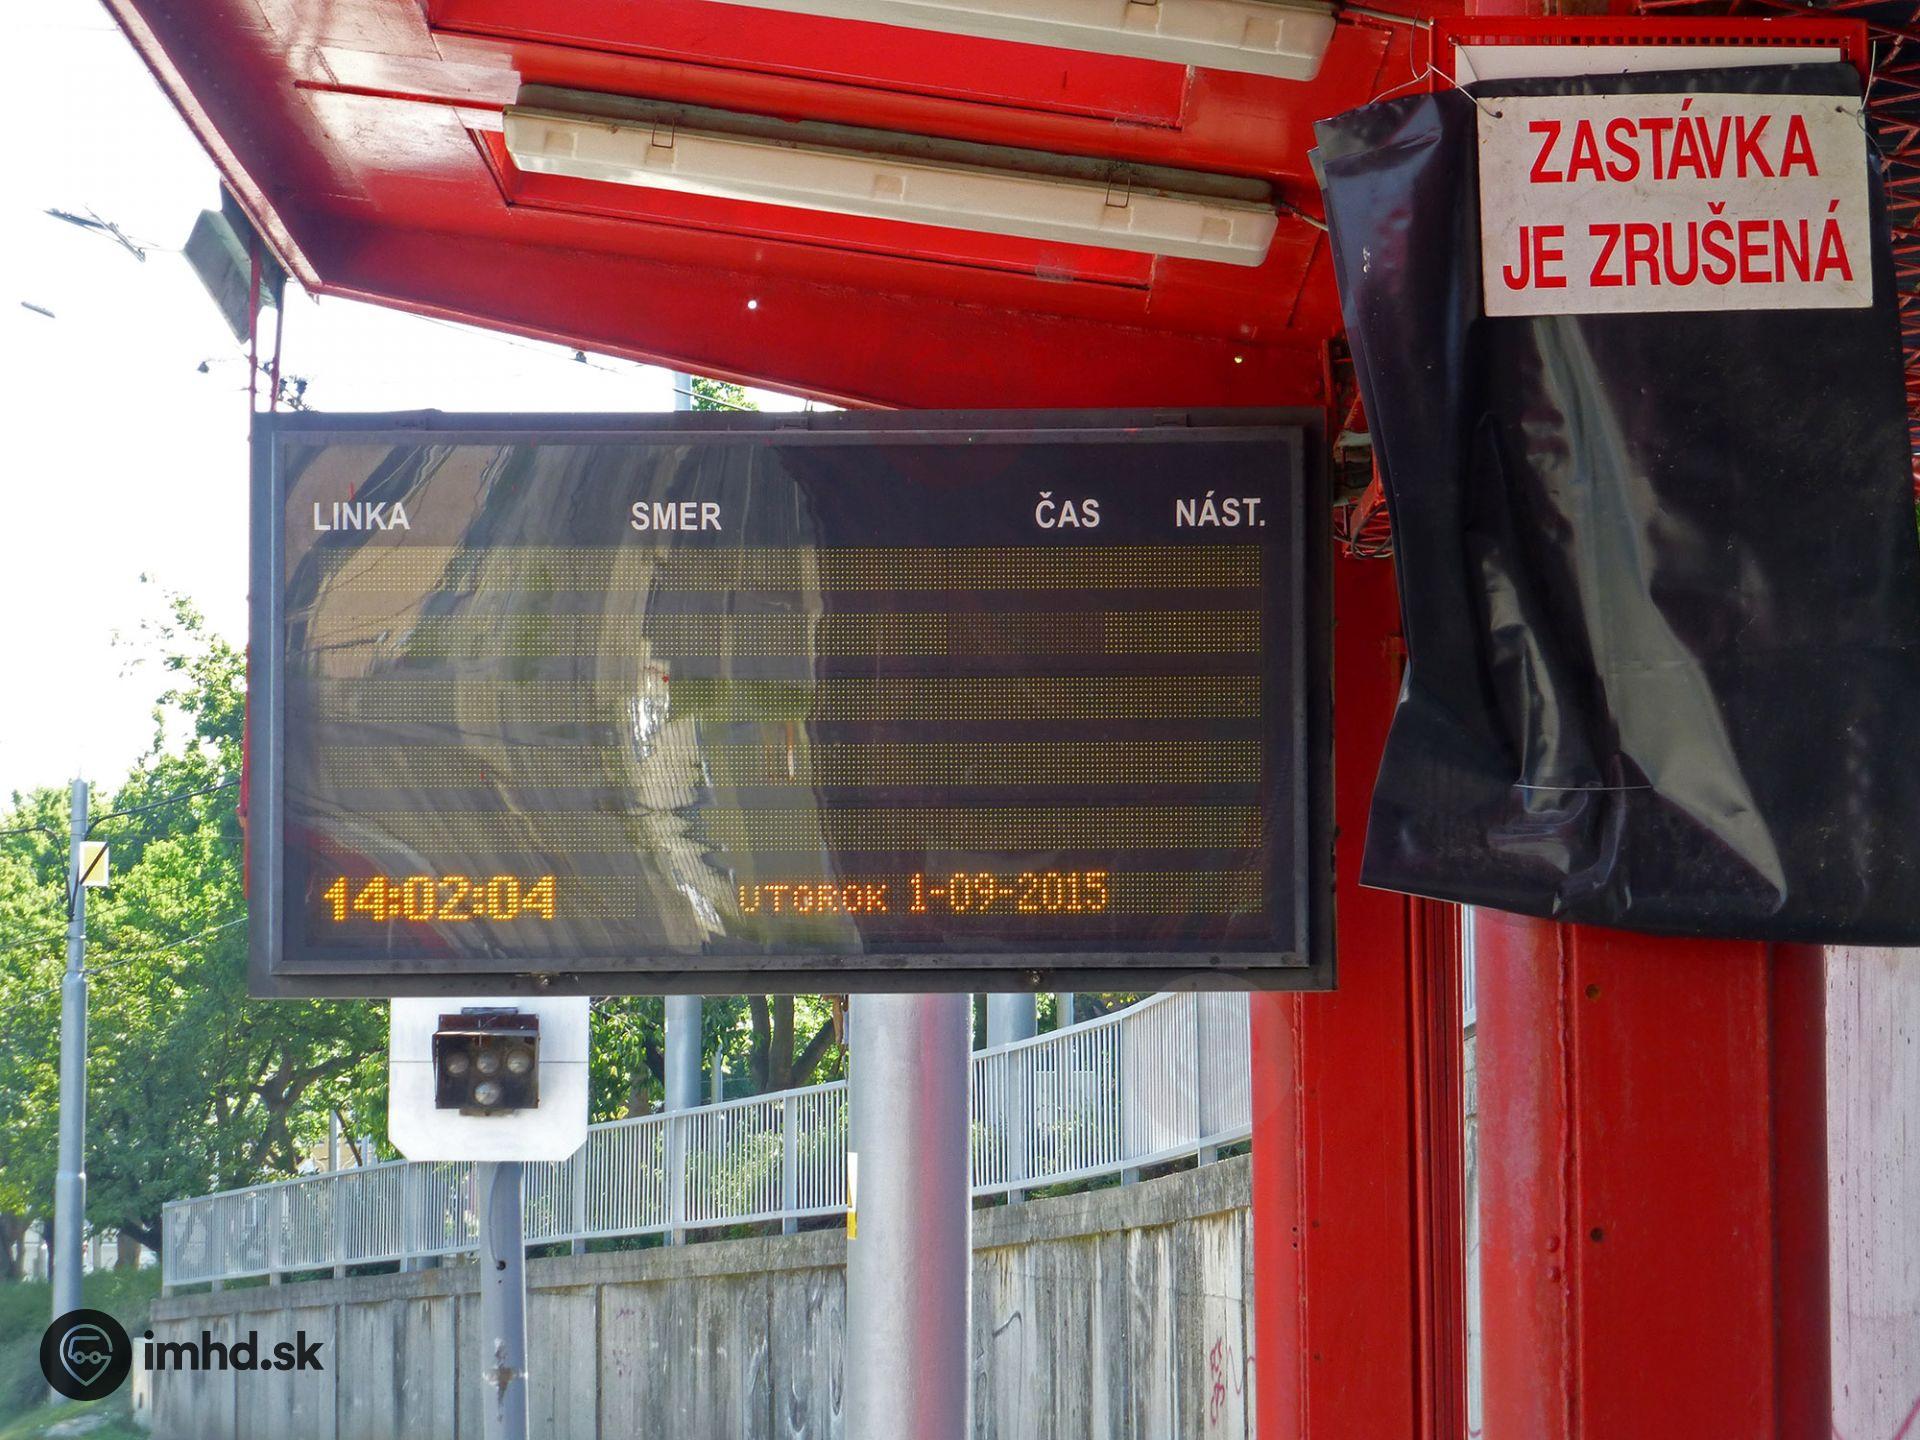 ZASTÁVKA
JE ZRUŠENÁ
LINKA SMER ČAS NÁST.
14:02:04 UTOROK 1-09-2015
imhd.sk